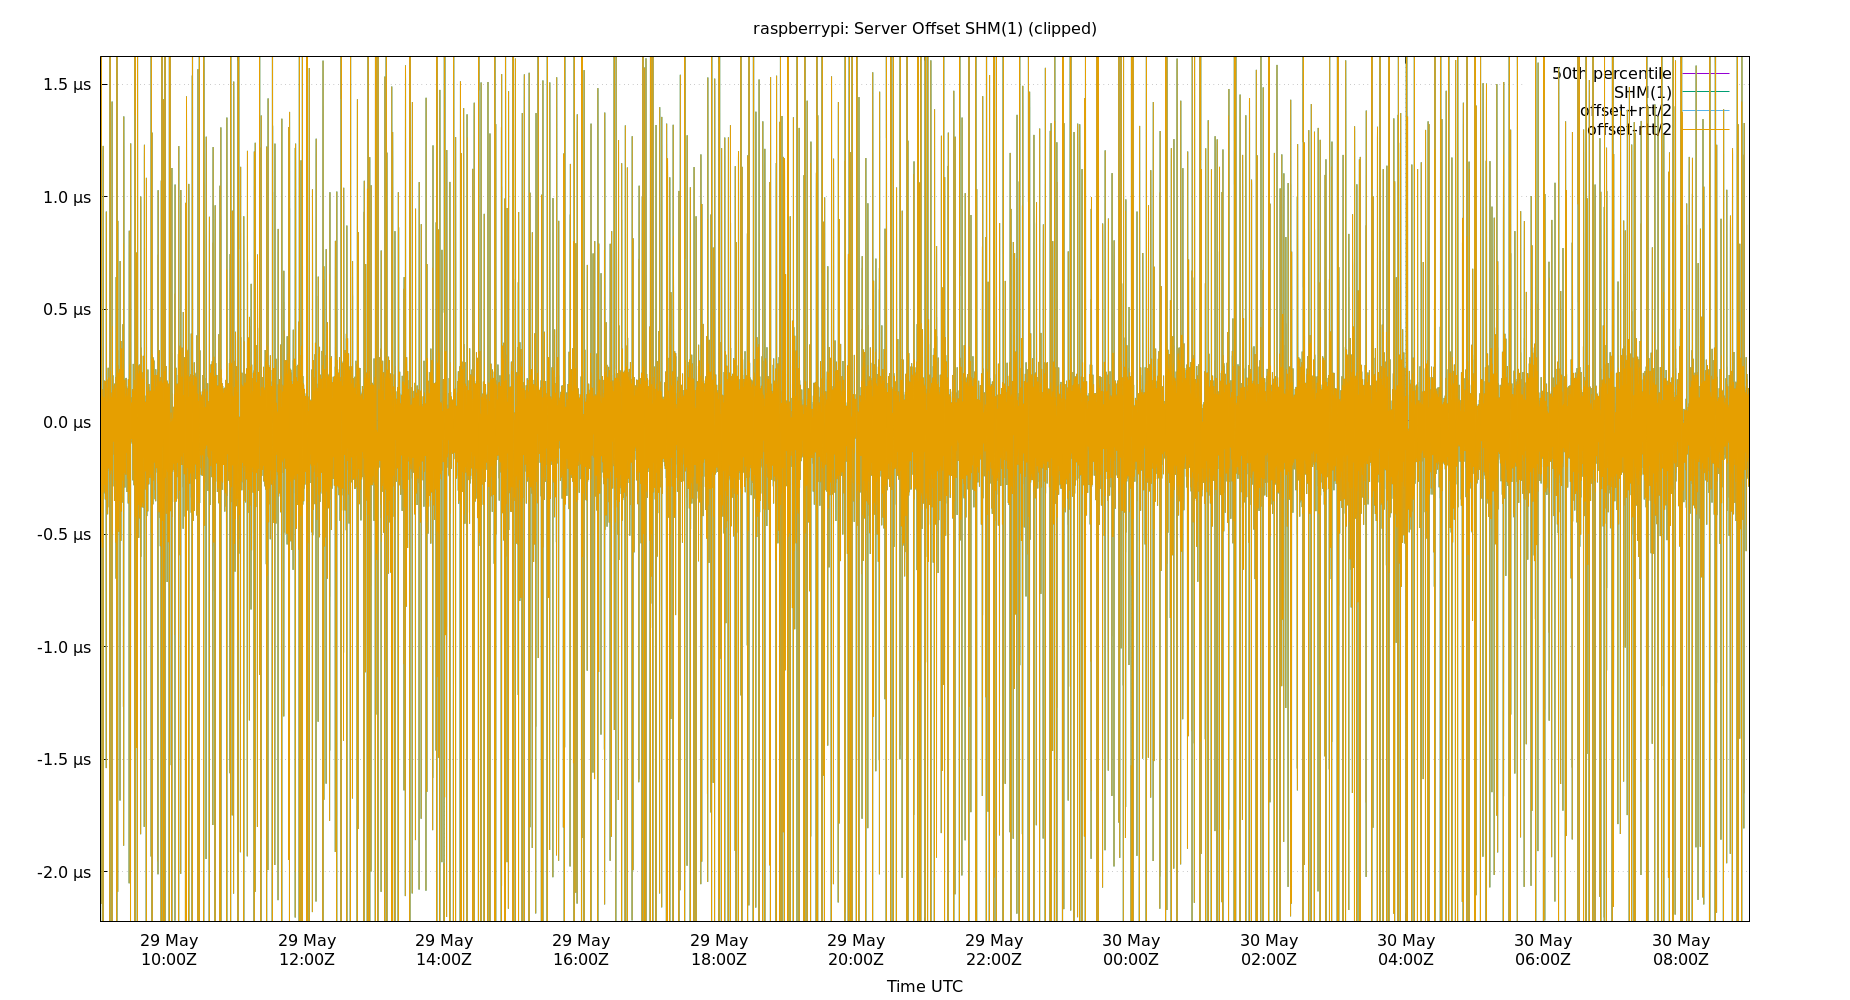 raspberrypi: Server Offset SHM(1) (clipped)
1.5 µs
1.0 µs
0.5 µs
0.0 µs
-0.5 µs
-1.0 µs
-1.5 µs
-2.0 µs
50th percentile
SHM(1)
offset+rtt/2
offset-rtt/2
29 May 29 May 29 May 29 May 29 May 29 May 29 May 30 May 30 May 30 May 30 May 30 May
10:00Z 12:00Z 14:00Z 16:00Z 18:00Z 20:00Z 22:00Z 00:00Z 02:00Z 04:00Z 06:00Z 08:00Z
Time UTC